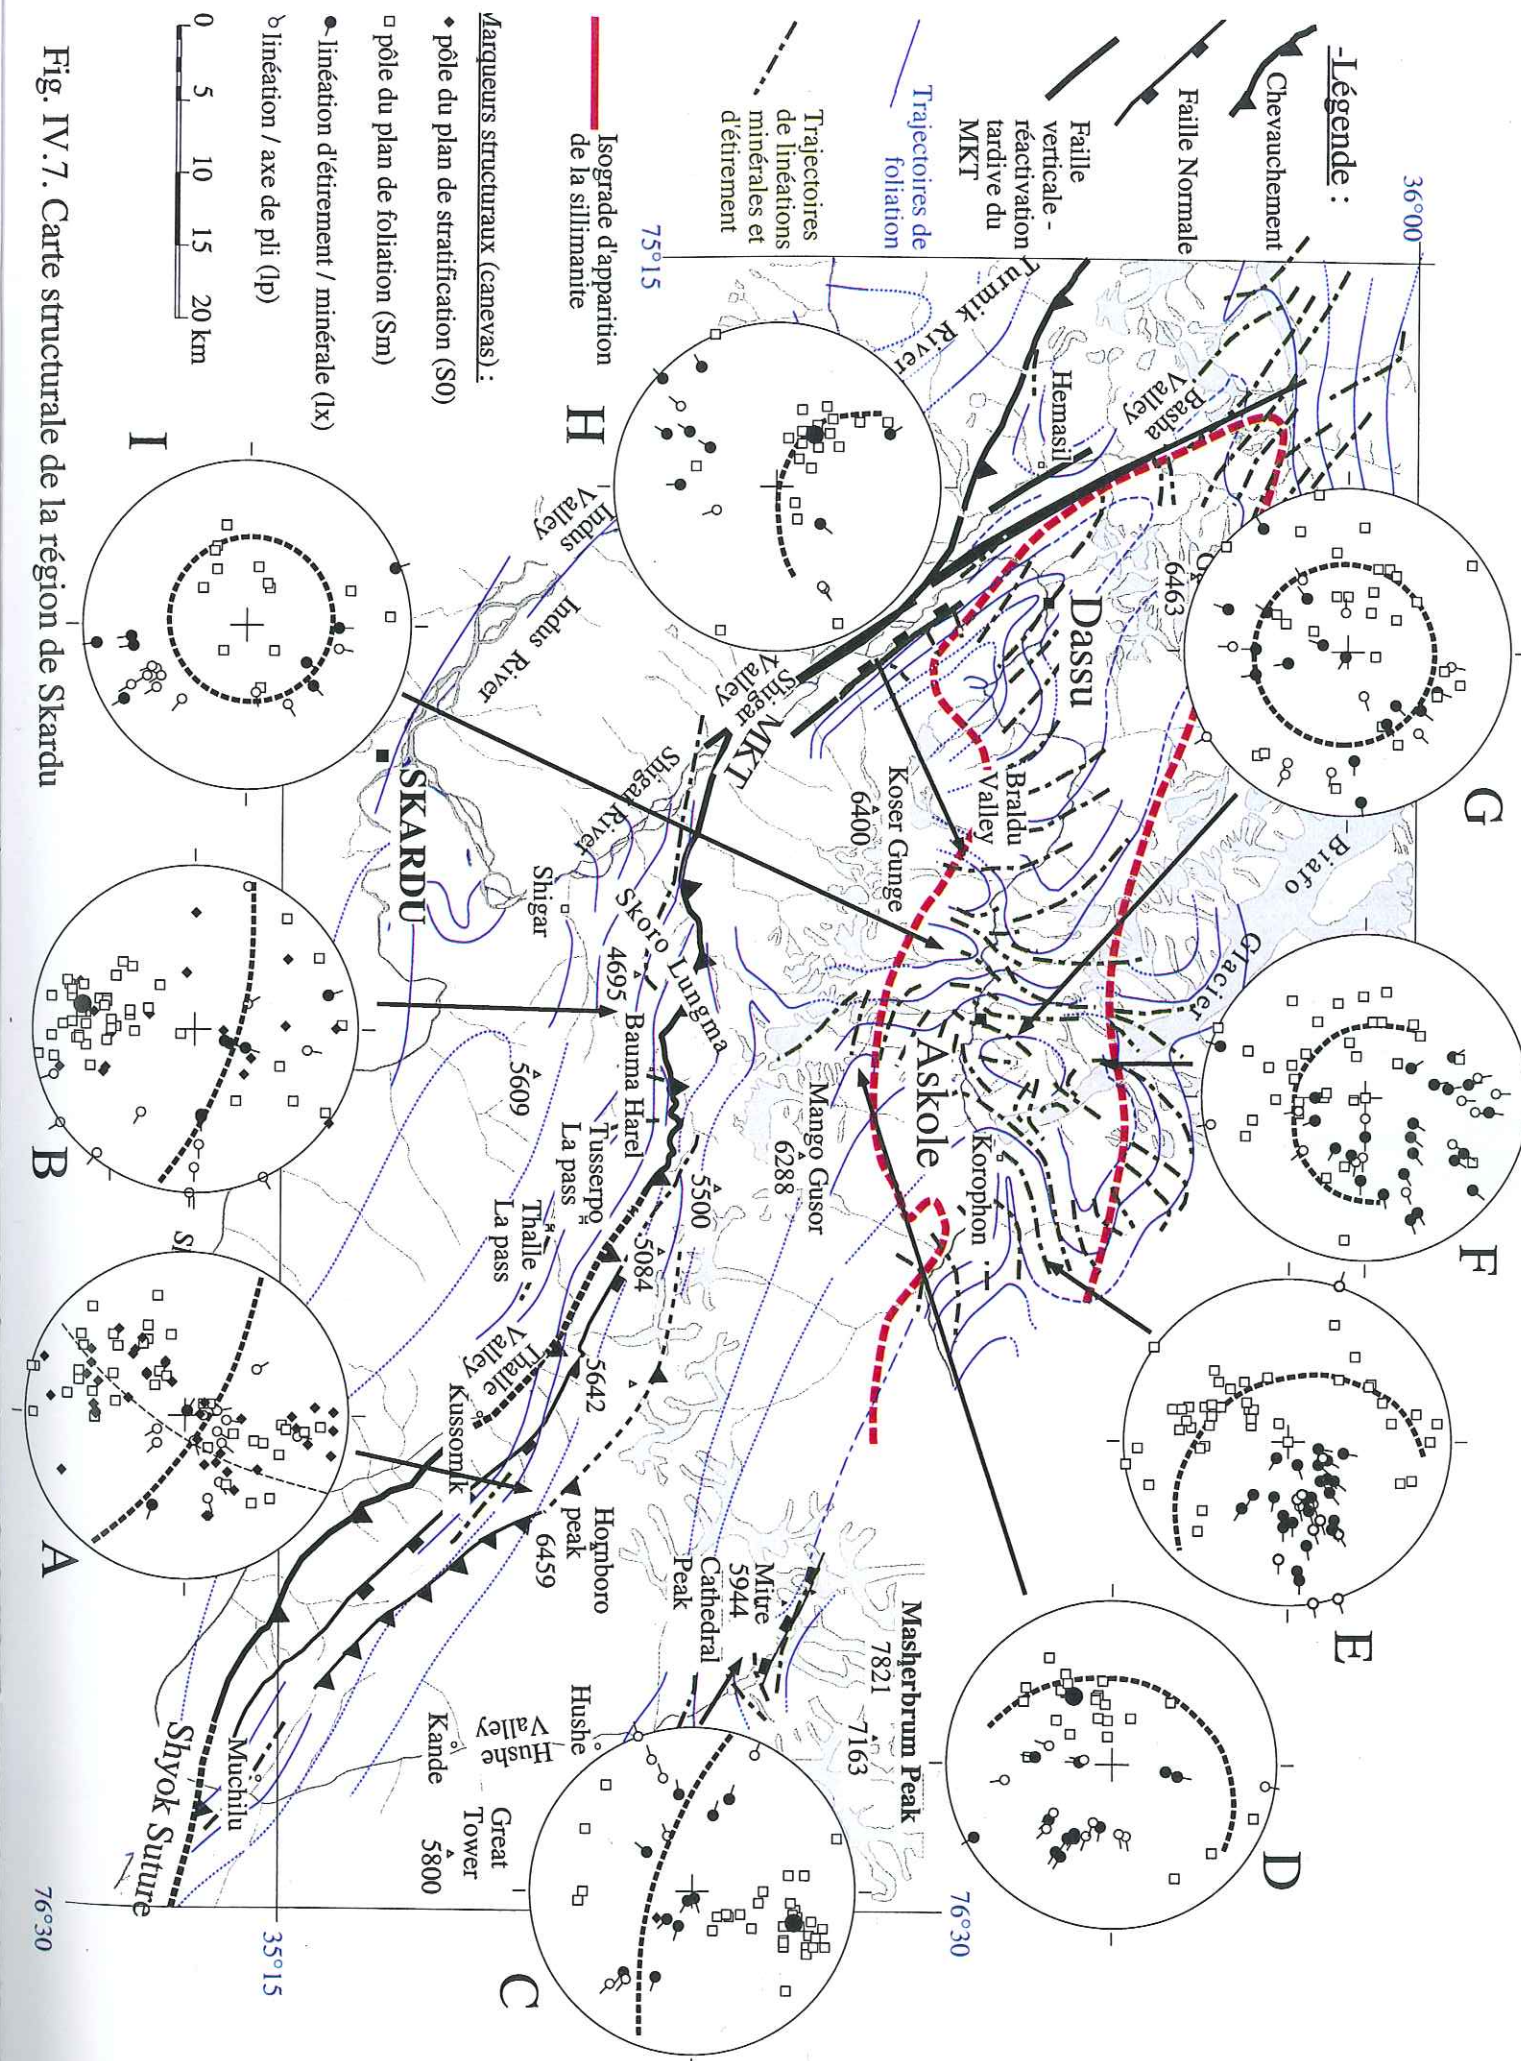 -Légende :
Chevauchement
Faille Normale
Faille
verticale -
réactivation
tardive du
MKT
Trajectoires de
foliation
Trajectoires
de linéations
minérales et
d'étirement
Isograde d'apparition
de la sillimanite
Marqueurs structuraux (canevas) :
pôle du plan de stratification (S0)
pôle du plan de foliation (Sm)
linéation d'étirement / minérale (lx)
linéation / axe de pli (lp)
0 5 10 15 20 km
36°00
75°15
Turmik River
Basha
Valley
Hemasil
6463
Dassu
Braldu
Valley
Koser Gunge
6400
Biafo
Glacier
Askole
Korophon
Mango Gusor
6288
Shigar
Valley
MKT
Indus
Valley
Indus River
SKARDU
Shigar River
Shigar
Skoro Lungma
4695
Bauma Harel
5609
Tusserpo
La pass
Thalle
La pass
5500
5084
Thalle
Valley
5642
Kussomik
Homboro
peak
6459
Mitre
5944
Cathedral
Peak
Masherbrum Peak
7821
7163
Hushe
Hushe
Valley
Kande
Great
Tower
5800
Muchilu
Shyok Suture
76°30
76°30
35°15
G
F
E
D
C
A
B
I
H
Fig. IV.7. Carte structurale de la région de Skardu